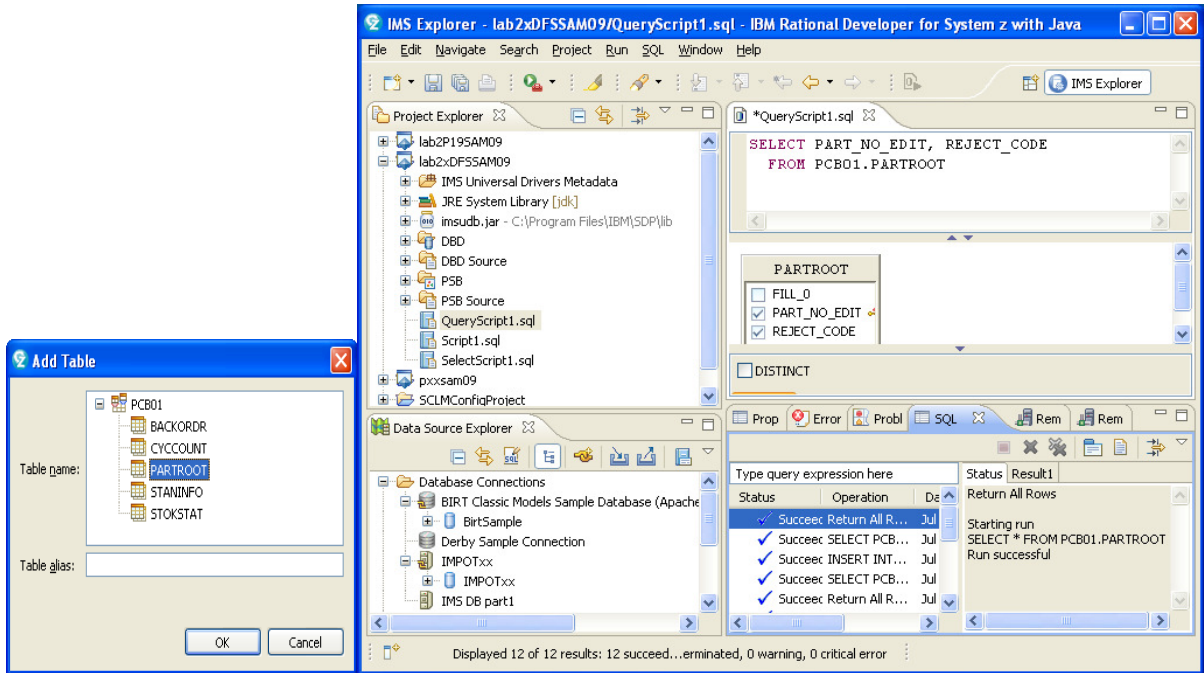 Add Table
Table name:
PCB01
BACKORDR
CYCCOUNT
PARTROOT
STANINFO
STOKSTAT
Table alias:
OK
Cancel
IMS Explorer - lab2xDFSSAM09/QueryScript1.sql - IBM Rational Developer for System z with Java
File Edit Navigate Search Project Run SQL Window Help
IMS Explorer
Project Explorer
lab2P19SAM09
lab2xDFSSAM09
IMS Universal Drivers Metadata
JRE System Library [jdk]
imsudb.jar - C:\Program Files\IBM\SDP\lib
DBD
DBD Source
PSB
PSB Source
QueryScript1.sql
Script1.sql
SelectScript1.sql
pxxsam09
SCLMConfigProject
Data Source Explorer
Database Connections
BIRT Classic Models Sample Database (Apache
BirtSample
Derby Sample Connection
IMPOTxx
IMPOTxx
IMS DB part1
*QueryScript1.sql
SELECT PART_NO_EDIT, REJECT_CODE
FROM PCB01.PARTROOT
PARTROOT
FILL_0
PART_NO_EDIT
REJECT_CODE
DISTINCT
Prop Error Probl SQL Rem Rem
Type query expression here
Status Operation Da
Succeec Return All R... Jul
Succeec SELECT PCB... Jul
Succeec INSERT INT... Jul
Succeec SELECT PCB... Jul
Succeec Return All R... Jul
Status Result1
Return All Rows
Starting run
SELECT * FROM PCB01.PARTROOT
Run successful
Displayed 12 of 12 results: 12 succeed...erminated, 0 warning, 0 critical error